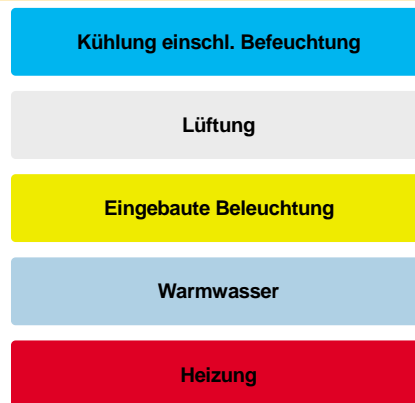 Kühlung einschl. Befeuchtung
Lüftung
Eingebaute Beleuchtung
Warmwasser
Heizung